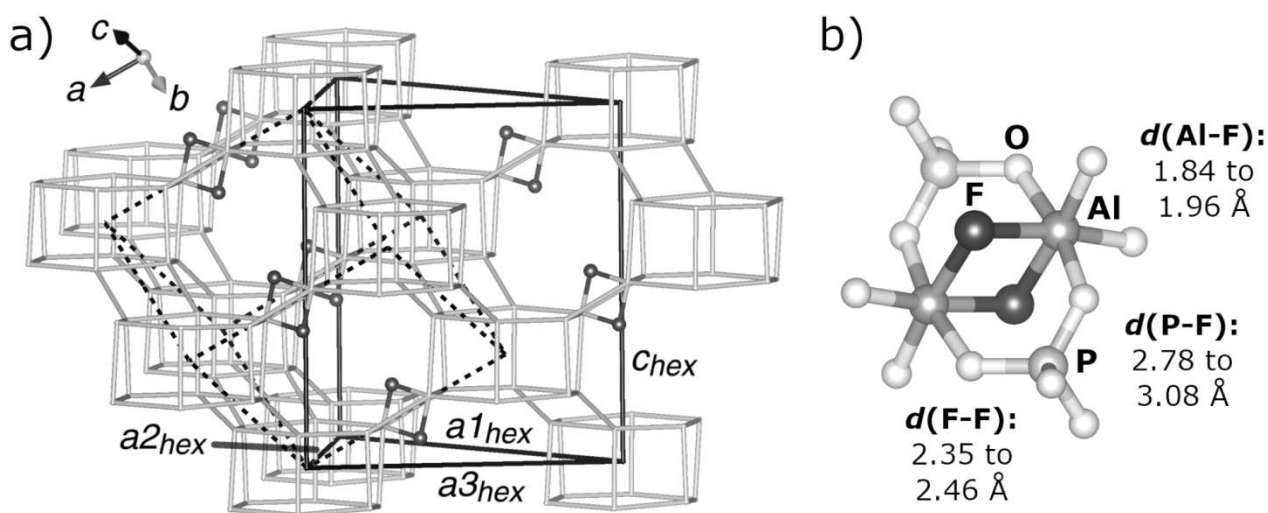 a)
c
a
b
a2hex
a1hex
a3hex
chex
b)
O
F
Al
P
d(Al-F):
1.84 to
1.96 Å
d(P-F):
2.78 to
3.08 Å
d(F-F):
2.35 to
2.46 Å